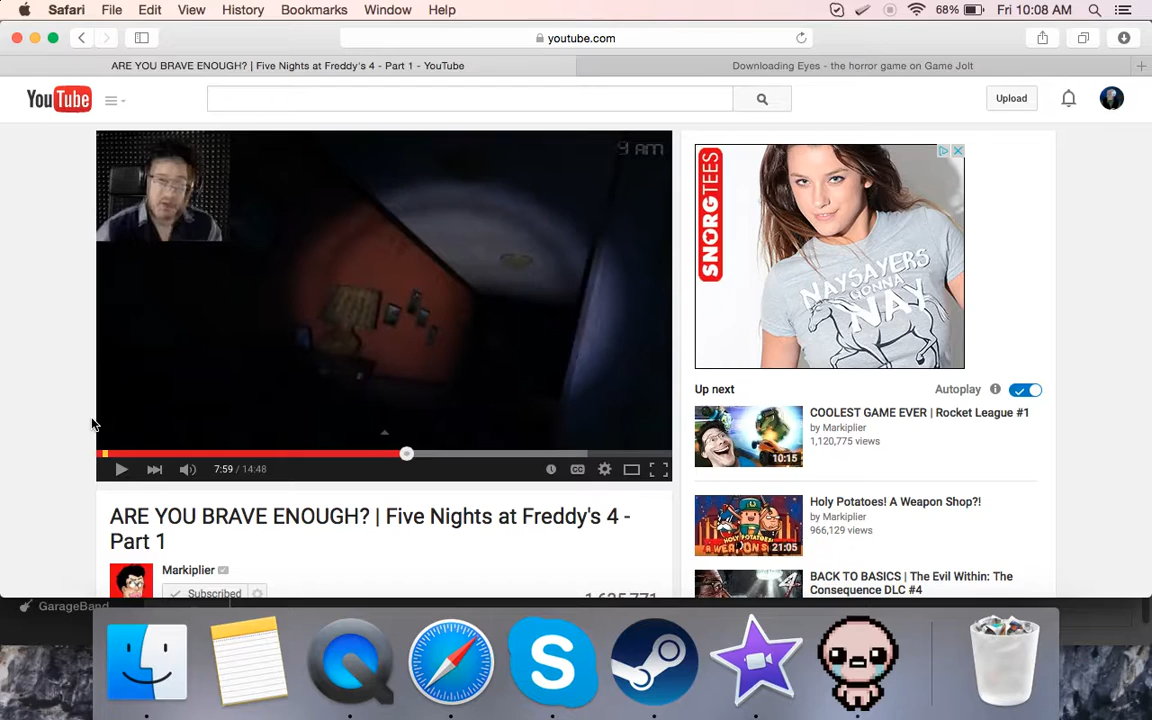 Safari File Edit View History Bookmarks Window Help 68% Fri 10:08 AM
youtube.com
ARE YOU BRAVE ENOUGH? | Five Nights at Freddy's 4 - Part 1 - YouTube
Downloading Eyes - the horror game on Game Jolt
YouTube
Upload
9 AM
SNORGTEES
NAYSAYERS
GONNA
NAY
7:59 / 14:48
CC
ARE YOU BRAVE ENOUGH? | Five Nights at Freddy's 4 -
Part 1
Markiplier
Subscribed
Up next
Autoplay
COOLEST GAME EVER | Rocket League #1
by Markiplier
1,120,775 views
10:15
Holy Potatoes! A Weapon Shop?!
by Markiplier
966,129 views
21:05
BACK TO BASICS | The Evil Within: The
Consequence DLC #4
GarageBand